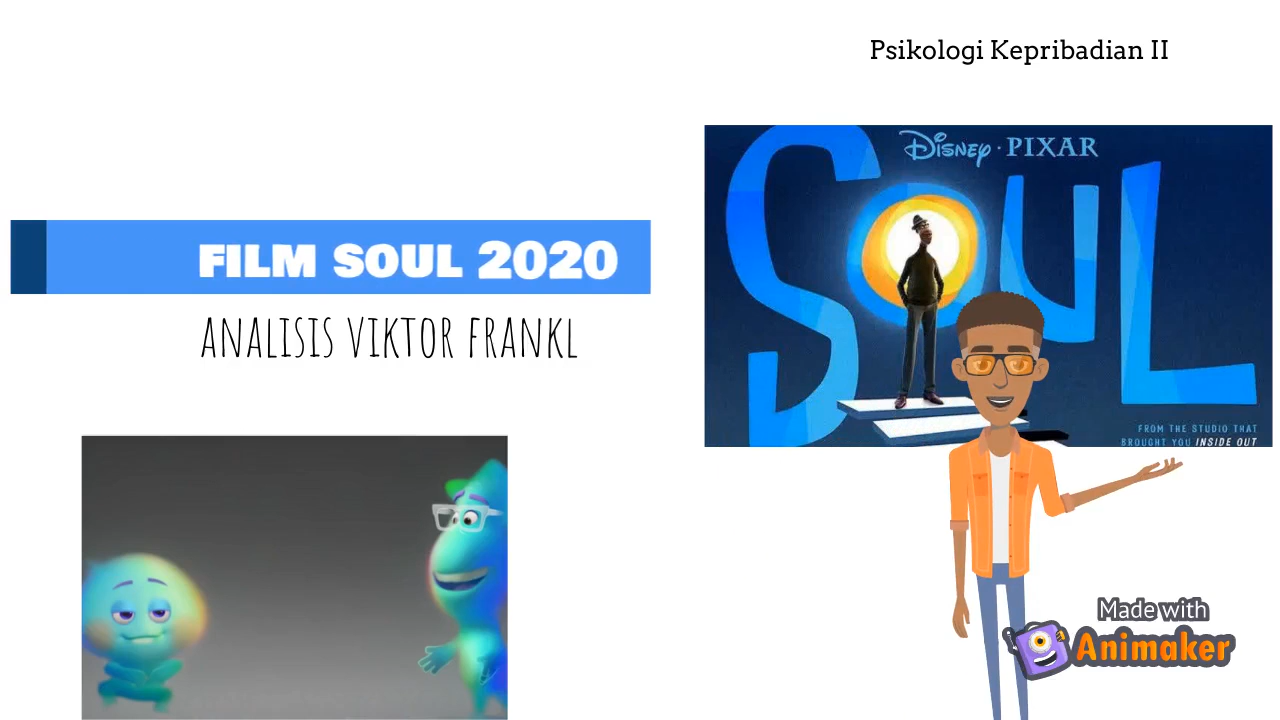 Psikologi Kepribadian II
FILM SOUL 2020
ANALISIS VIKTOR FRANKL
DISNEY · PIXAR
SOUL
FROM THE STUDIO THAT
BROUGHT YOU INSIDE OUT
Made with
Animaker